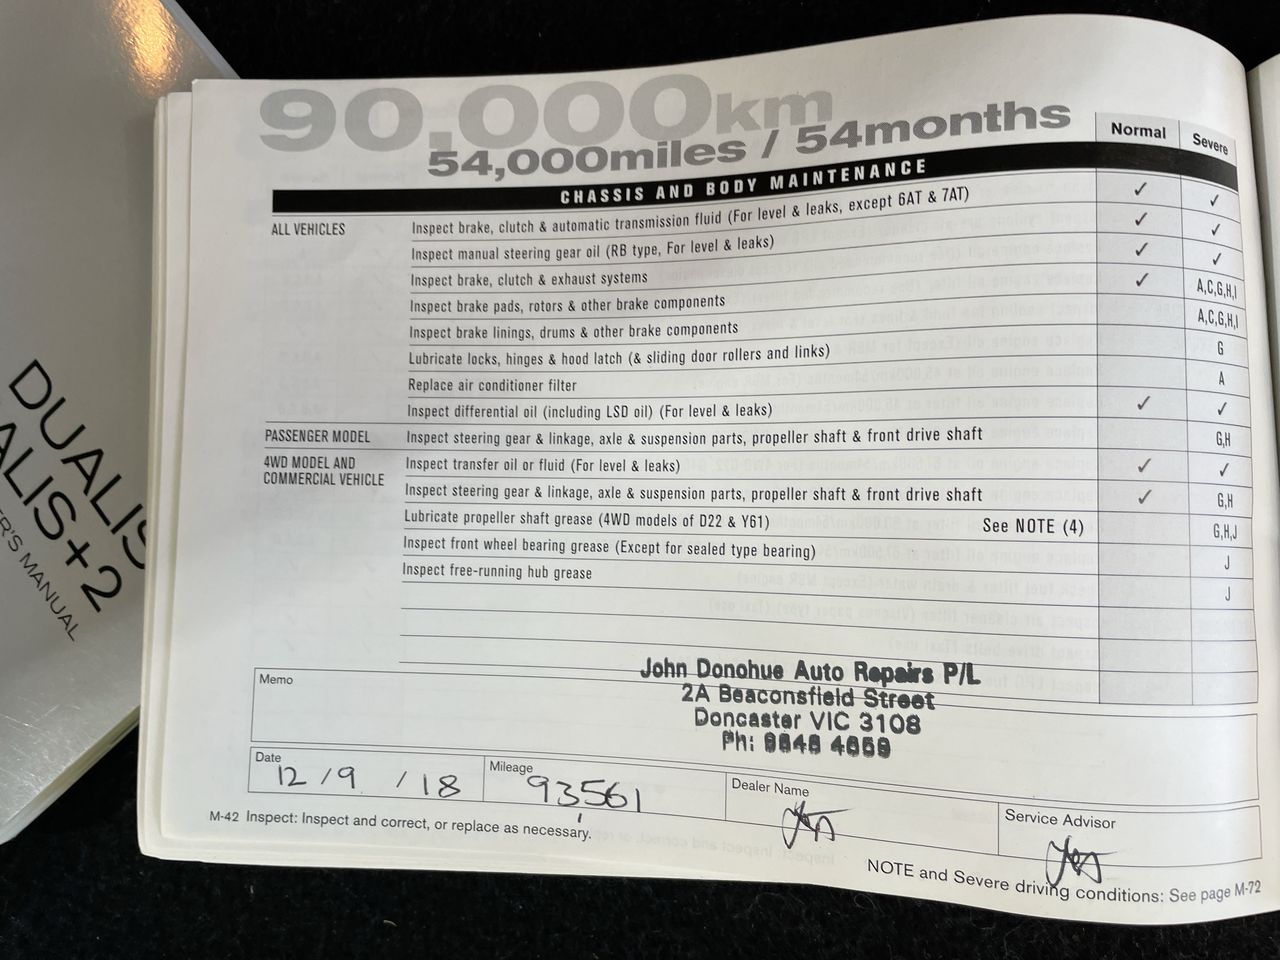 DUALIS
ALIS+2
ER'S MANUAL
90,000km
54,000miles / 54months
Normal Severe
CHASSIS AND BODY MAINTENANCE
ALL VEHICLES Inspect brake, clutch & automatic transmission fluid (For level & leaks, except 6AT & 7AT) ✓ ✓
Inspect manual steering gear oil (RB type, For level & leaks) ✓ ✓
Inspect brake, clutch & exhaust systems ✓ ✓
Inspect brake pads, rotors & other brake components ✓ A,C,G,H,I
Inspect brake linings, drums & other brake components A,C,G,H,I
Lubricate locks, hinges & hood latch (& sliding door rollers and links) G
Replace air conditioner filter A
Inspect differential oil (including LSD oil) (For level & leaks) ✓ ✓
PASSENGER MODEL Inspect steering gear & linkage, axle & suspension parts, propeller shaft & front drive shaft G,H
4WD MODEL AND Inspect transfer oil or fluid (For level & leaks) ✓ ✓
COMMERCIAL VEHICLE Inspect steering gear & linkage, axle & suspension parts, propeller shaft & front drive shaft ✓ G,H
Lubricate propeller shaft grease (4WD models of D22 & Y61) See NOTE (4) G,H,J
Inspect front wheel bearing grease (Except for sealed type bearing) J
Inspect free-running hub grease J
John Donohue Auto Repairs P/L
2A Beaconsfield Street
Doncaster VIC 3108
Ph:
Memo
Date 12/9/18 Mileage 93561 Dealer Name Service Advisor
M-42 Inspect: Inspect and correct, or replace as necessary.
NOTE and Severe driving conditions: See page M-72